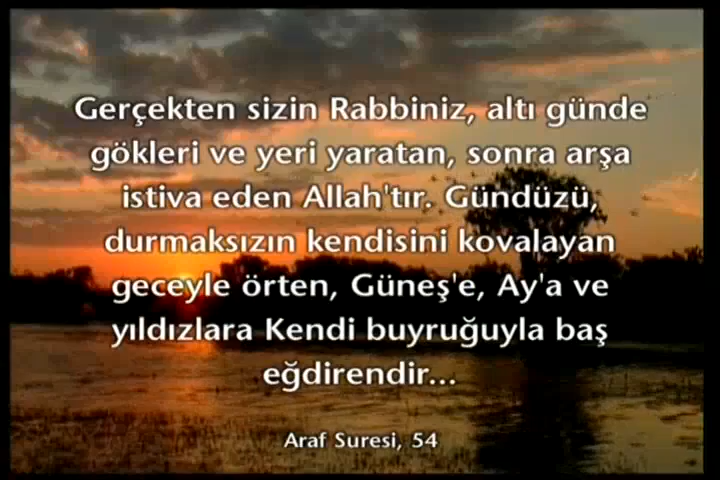 Gerçekten sizin Rabbiniz, altı günde
gökleri ve yeri yaratan, sonra arşa
istiva eden Allah'tır. Gündüzü,
durmaksızın kendisini kovalayan
geceyle örten, Güneş'e, Ay'a ve
yıldızlara Kendi buyruğuyla baş
eğdirendir...
Araf Suresi, 54